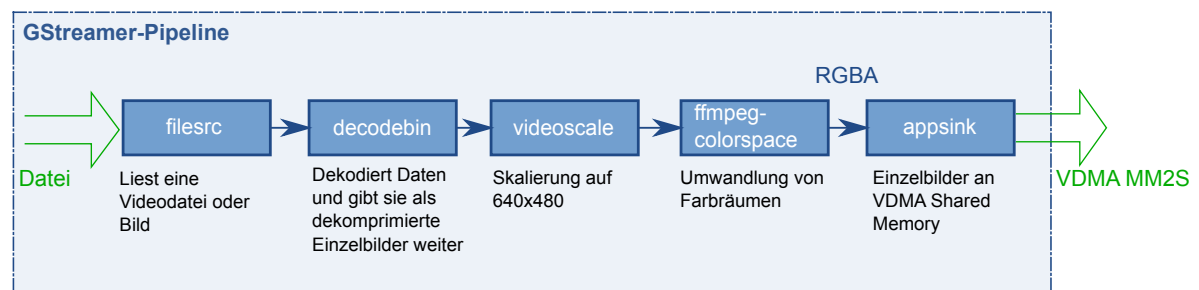 GStreamer-Pipeline
RGBA
filesrc
decodebin
videoscale
ffmpeg-
colorspace
appsink
Datei
VDMA MM2S
Liest eine
Videodatei oder
Bild
Dekodiert Daten
und gibt sie als
dekomprimierte
Einzelbilder weiter
Skalierung auf
640x480
Umwandlung von
Farbräumen
Einzelbilder an
VDMA Shared
Memory